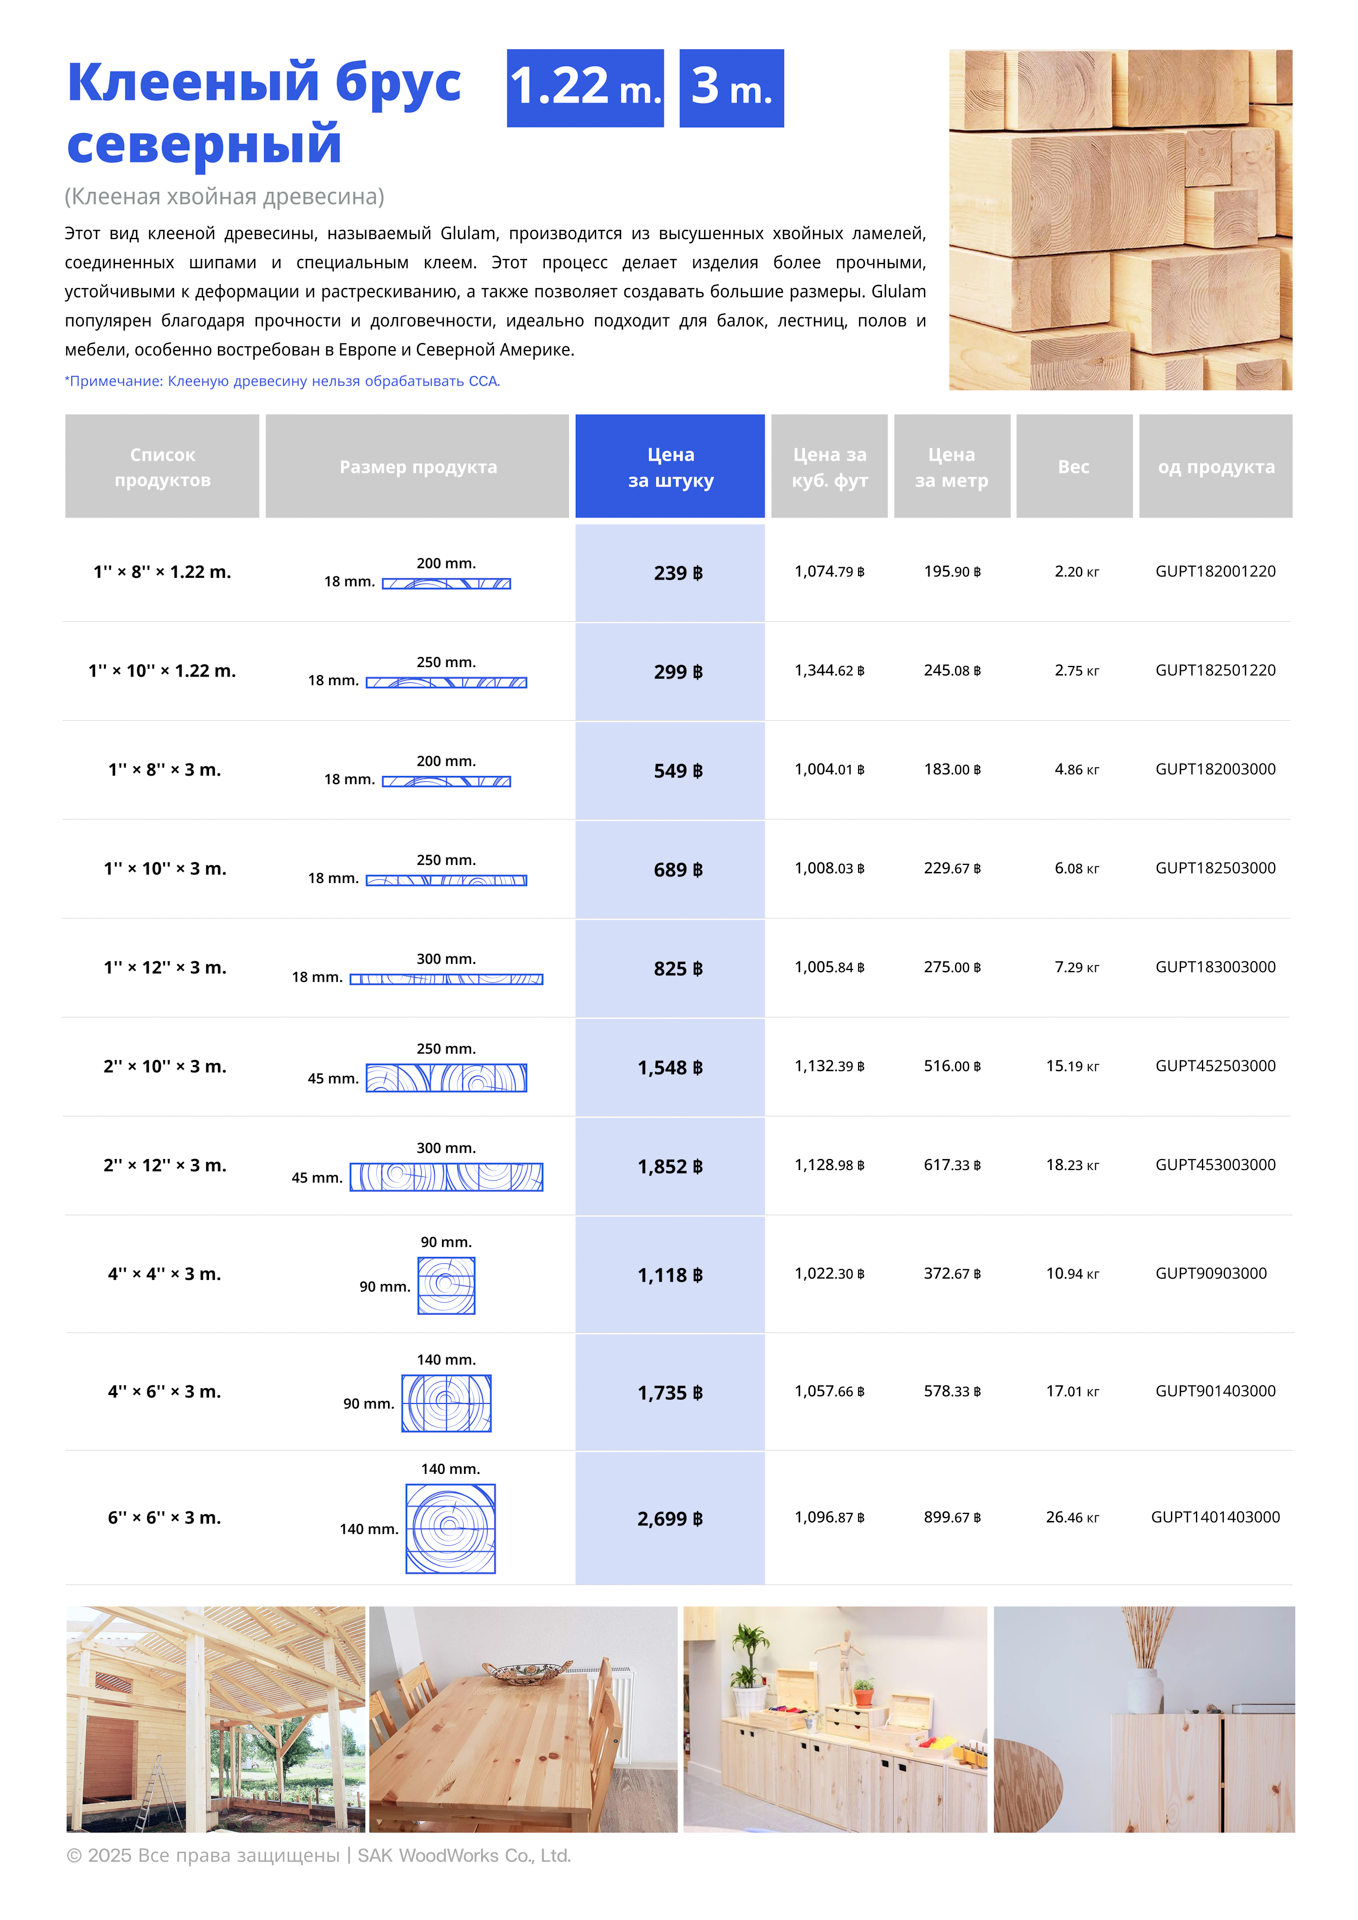 Клееный брус
северный
1.22 m.
3 m.
(Клееная хвойная древесина)
Этот вид клееной древесины, называемый Glulam, производится из высушенных хвойных ламелей,
соединенных шипами и специальным клеем. Этот процесс делает изделия более прочными,
устойчивыми к деформации и растрескиванию, а также позволяет создавать большие размеры. Glulam
популярен благодаря прочности и долговечности, идеально подходит для балок, лестниц, полов и
мебели, особенно востребован в Европе и Северной Америке.
*Примечание: Клееную древесину нельзя обрабатывать CCA.
Список
продуктов
Размер продукта
Цена
за штуку
Цена за
куб. фут
Цена
за метр
Вес
од продукта
1'' × 8'' × 1.22 m.
200 mm.
18 mm.
239 ฿
1,074.79 ฿
195.90 ฿
2.20 кг
GUPT182001220
1'' × 10'' × 1.22 m.
250 mm.
18 mm.
299 ฿
1,344.62 ฿
245.08 ฿
2.75 кг
GUPT182501220
1'' × 8'' × 3 m.
200 mm.
18 mm.
549 ฿
1,004.01 ฿
183.00 ฿
4.86 кг
GUPT182003000
1'' × 10'' × 3 m.
250 mm.
18 mm.
689 ฿
1,008.03 ฿
229.67 ฿
6.08 кг
GUPT182503000
1'' × 12'' × 3 m.
300 mm.
18 mm.
825 ฿
1,005.84 ฿
275.00 ฿
7.29 кг
GUPT183003000
2'' × 10'' × 3 m.
250 mm.
45 mm.
1,548 ฿
1,132.39 ฿
516.00 ฿
15.19 кг
GUPT452503000
2'' × 12'' × 3 m.
300 mm.
45 mm.
1,852 ฿
1,128.98 ฿
617.33 ฿
18.23 кг
GUPT453003000
4'' × 4'' × 3 m.
90 mm.
90 mm.
1,118 ฿
1,022.30 ฿
372.67 ฿
10.94 кг
GUPT90903000
4'' × 6'' × 3 m.
140 mm.
90 mm.
1,735 ฿
1,057.66 ฿
578.33 ฿
17.01 кг
GUPT901403000
6'' × 6'' × 3 m.
140 mm.
140 mm.
2,699 ฿
1,096.87 ฿
899.67 ฿
26.46 кг
GUPT1401403000
© 2025 Все права защищены | SAK WoodWorks Co., Ltd.